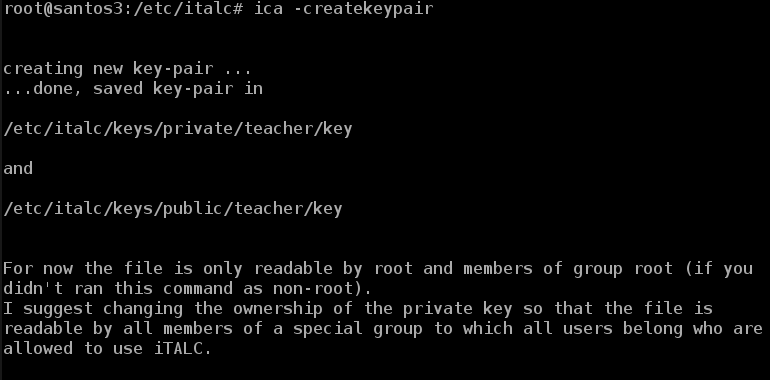 root@santos3:/etc/italc# ica -createkeypair
creating new key-pair ...
...done, saved key-pair in
/etc/italc/keys/private/teacher/key
and
/etc/italc/keys/public/teacher/key
For now the file is only readable by root and members of group root (if you
didn't ran this command as non-root).
I suggest changing the ownership of the private key so that the file is
readable by all members of a special group to which all users belong who are
allowed to use iTALC.